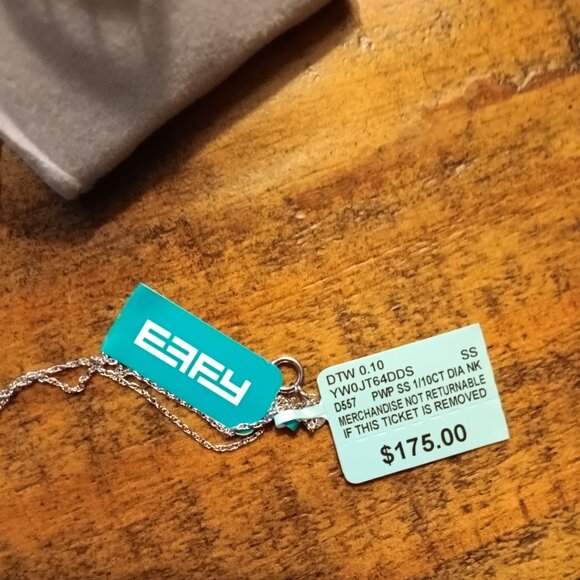 EFFY
DTW 0.10 SS
YW0JT64DDS
D557 PWP SS 1/10CT DIA NK
MERCHANDISE NOT RETURNABLE
IF THIS TICKET IS REMOVED
$175.00